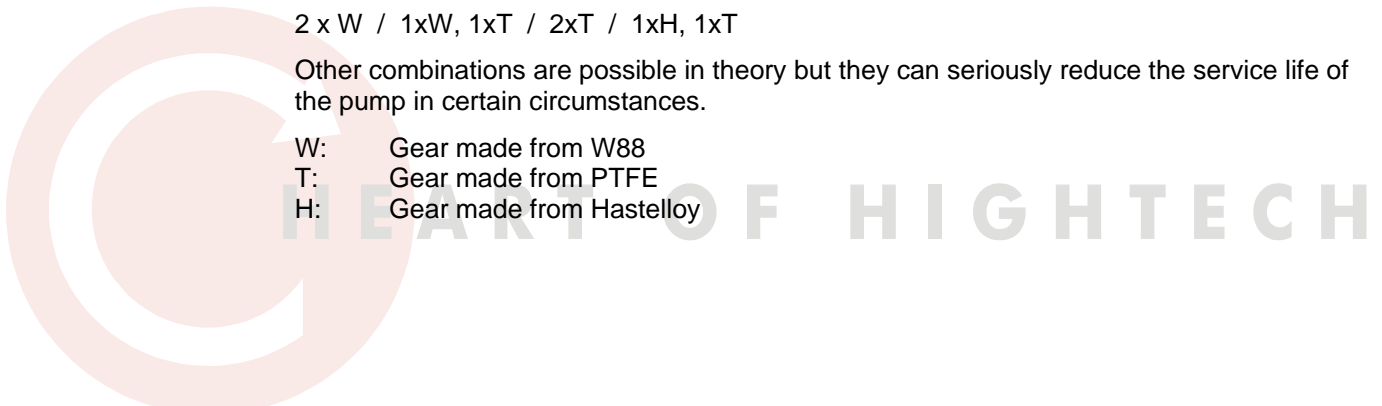 2 x W / 1xW, 1xT / 2xT / 1xH, 1xT
Other combinations are possible in theory but they can seriously reduce the service life of
the pump in certain circumstances.
W: Gear made from W88
T: Gear made from PTFE
H: Gear made from Hastelloy
HEART OF HIGHTECH